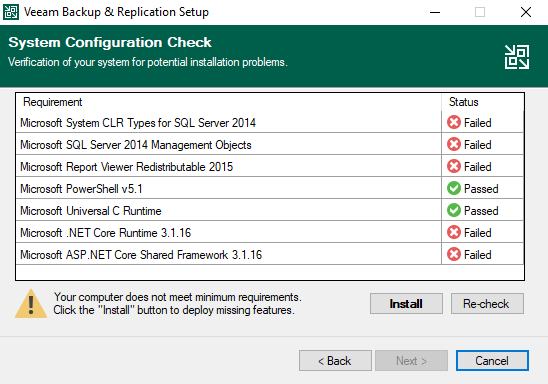 Veeam Backup & Replication Setup
System Configuration Check
Verification of your system for potential installation problems.
Requirement Status
Microsoft System CLR Types for SQL Server 2014 Failed
Microsoft SQL Server 2014 Management Objects Failed
Microsoft Report Viewer Redistributable 2015 Failed
Microsoft PowerShell v5.1 Passed
Microsoft Universal C Runtime Passed
Microsoft .NET Core Runtime 3.1.16 Failed
Microsoft ASP.NET Core Shared Framework 3.1.16 Failed
Your computer does not meet minimum requirements.
Click the "Install" button to deploy missing features.
Install Re-check
< Back Next > Cancel